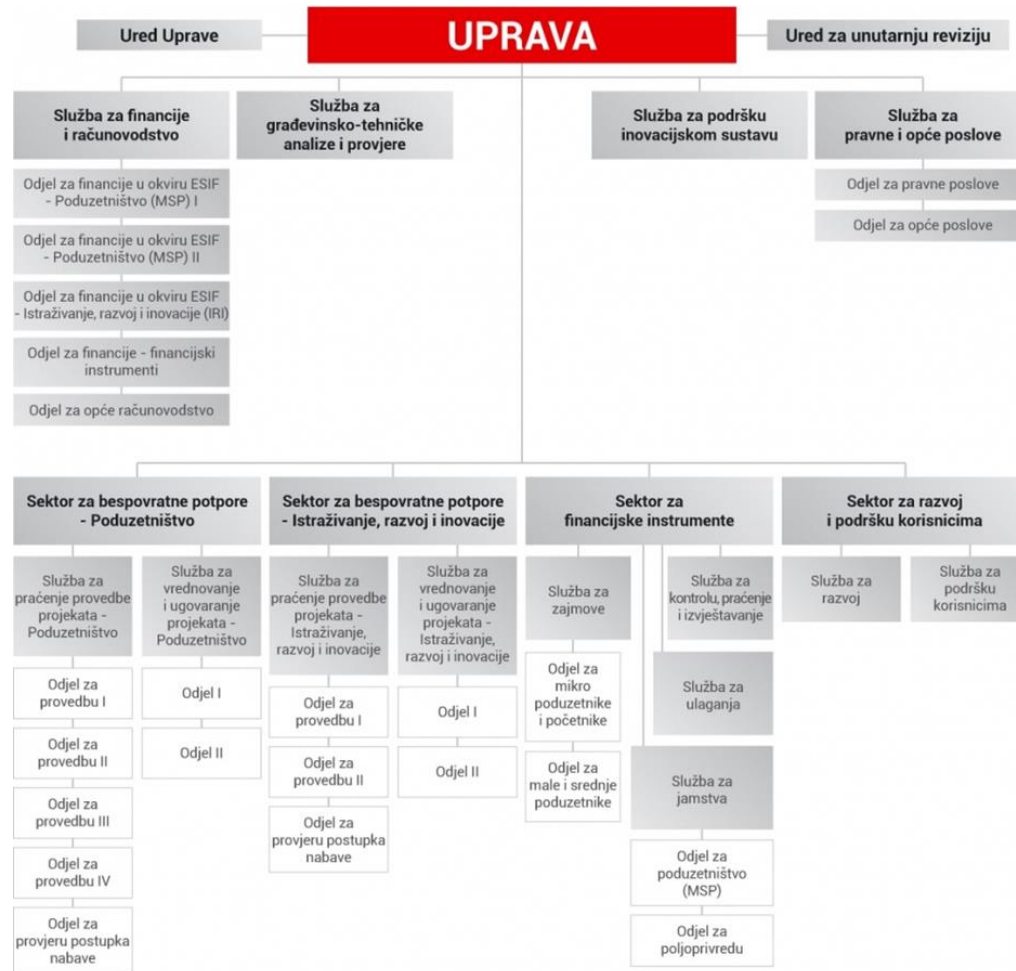 Ured Uprave
UPRAVA
Ured za unutarnju reviziju
Služba za financije
i računovodstvo
Služba za
građevinsko-tehničke
analize i provjere
Služba za podršku
inovacijskom sustavu
Služba za
pravne i opće poslove
Odjel za financije u okviru ESIF
- Poduzetništvo (MSP) I
Odjel za financije u okviru ESIF
- Poduzetništvo (MSP) II
Odjel za financije u okviru ESIF
- Istraživanje, razvoj i inovacije (IRI)
Odjel za financije - financijski
instrumenti
Odjel za opće računovodstvo
Odjel za pravne poslove
Odjel za opće poslove
Sektor za bespovratne potpore
- Poduzetništvo
Sektor za bespovratne potpore
- Istraživanje, razvoj i inovacije
Sektor za
financijske instrumente
Sektor za razvoj
i podršku korisnicima
Služba za
praćenje provedbe
projekata -
Poduzetništvo
Odjel za
provedbu I
Odjel za
provedbu II
Odjel za
provedbu III
Odjel za
provedbu IV
Odjel za
provjeru postupka
nabave
Služba za
vrednovanje
i ugovaranje
projekata -
Poduzetništvo
Odjel I
Odjel II
Služba za
praćenje provedbe
projekata -
Istraživanje,
razvoj i inovacije
Odjel za
provedbu I
Odjel za
provedbu II
Odjel za
provjeru postupka
nabave
Služba za
vrednovanje
i ugovaranje
projekata -
Istraživanje,
razvoj i inovacije
Odjel I
Odjel II
Služba za
zajmove
Odjel za
mikro
poduzetnike
i početnike
Odjel za
male i srednje
poduzetnike
Služba za
kontrolu, praćenje
i izvještavanje
Služba za
ulaganja
Služba za
jamstva
Odjel za
poduzetništvo
(MSP)
Odjel za
poljoprivredu
Služba za
razvoj
Služba za
podršku
korisnicima